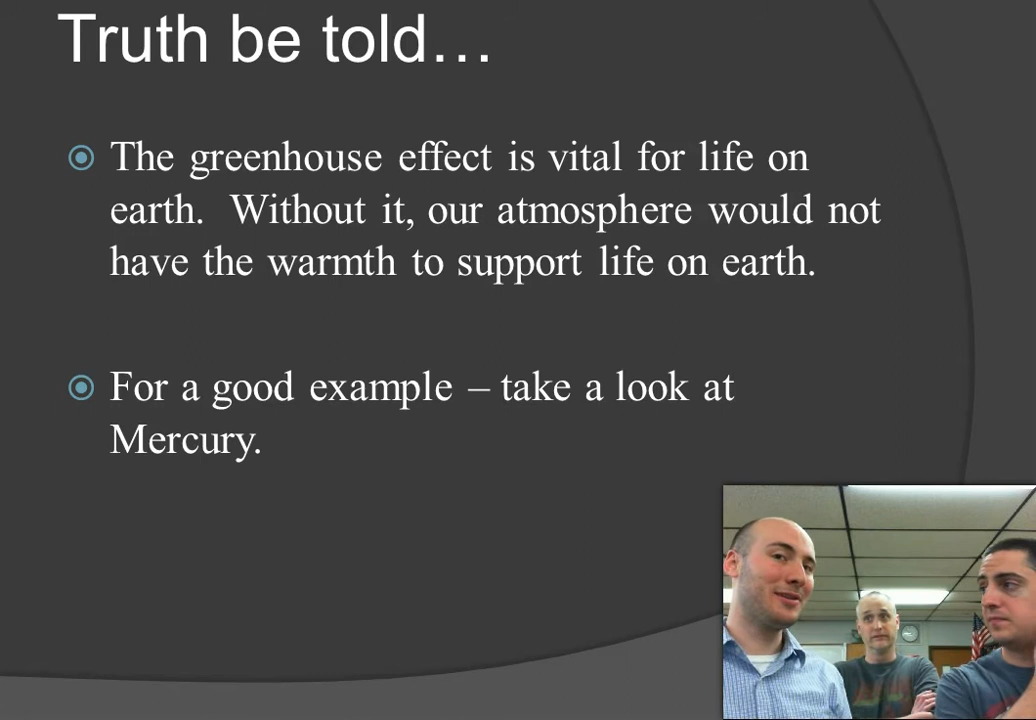 Truth be told…
The greenhouse effect is vital for life on
earth.  Without it, our atmosphere would not
have the warmth to support life on earth.
For a good example – take a look at
Mercury.